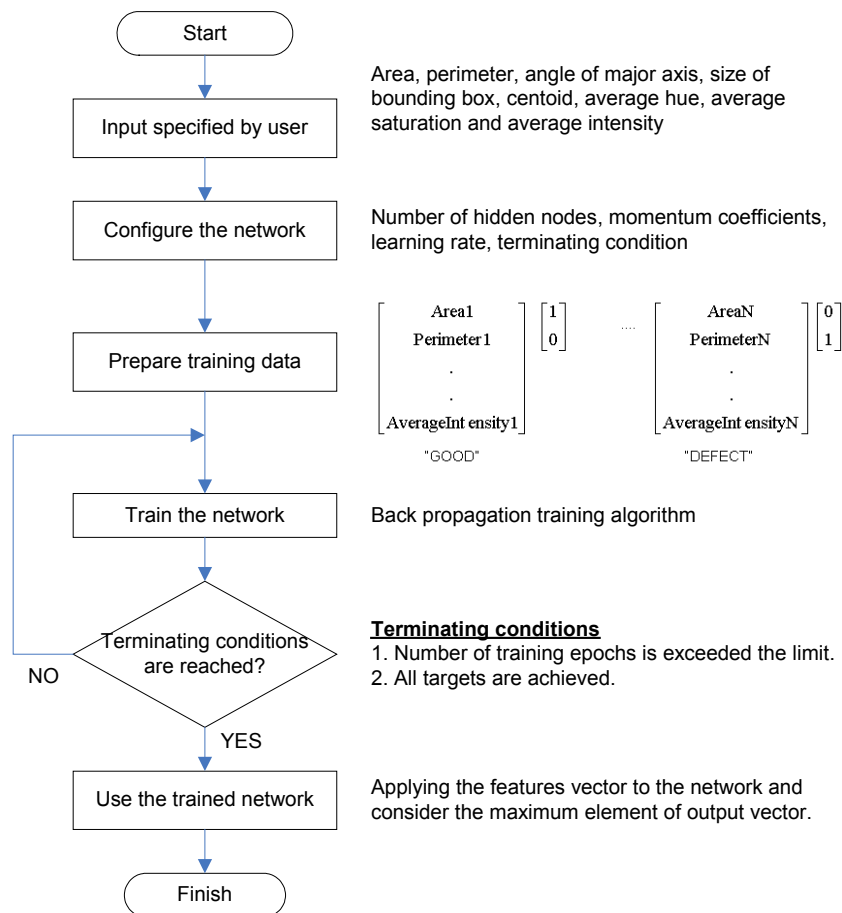 Start
Area, perimeter, angle of major axis, size of
bounding box, centoid, average hue, average
saturation and average intensity
Input specified by user
Configure the network
Number of hidden nodes, momentum coefficients,
learning rate, terminating condition
Prepare training data
Area1
Perimeter1
.
.
AverageInt ensity1
1
0
"GOOD"
....
AreaN
PerimeterN
.
.
AverageInt ensityN
0
1
"DEFECT"
Train the network
Back propagation training algorithm
Terminating conditions
are reached?
NO
YES
Terminating conditions
1. Number of training epochs is exceeded the limit.
2. All targets are achieved.
Use the trained network
Applying the features vector to the network and
consider the maximum element of output vector.
Finish